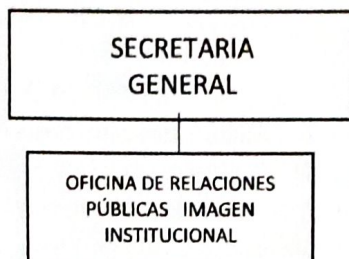 SECRETARIA
GENERAL
OFICINA DE RELACIONES
PÚBLICAS IMAGEN
INSTITUCIONAL